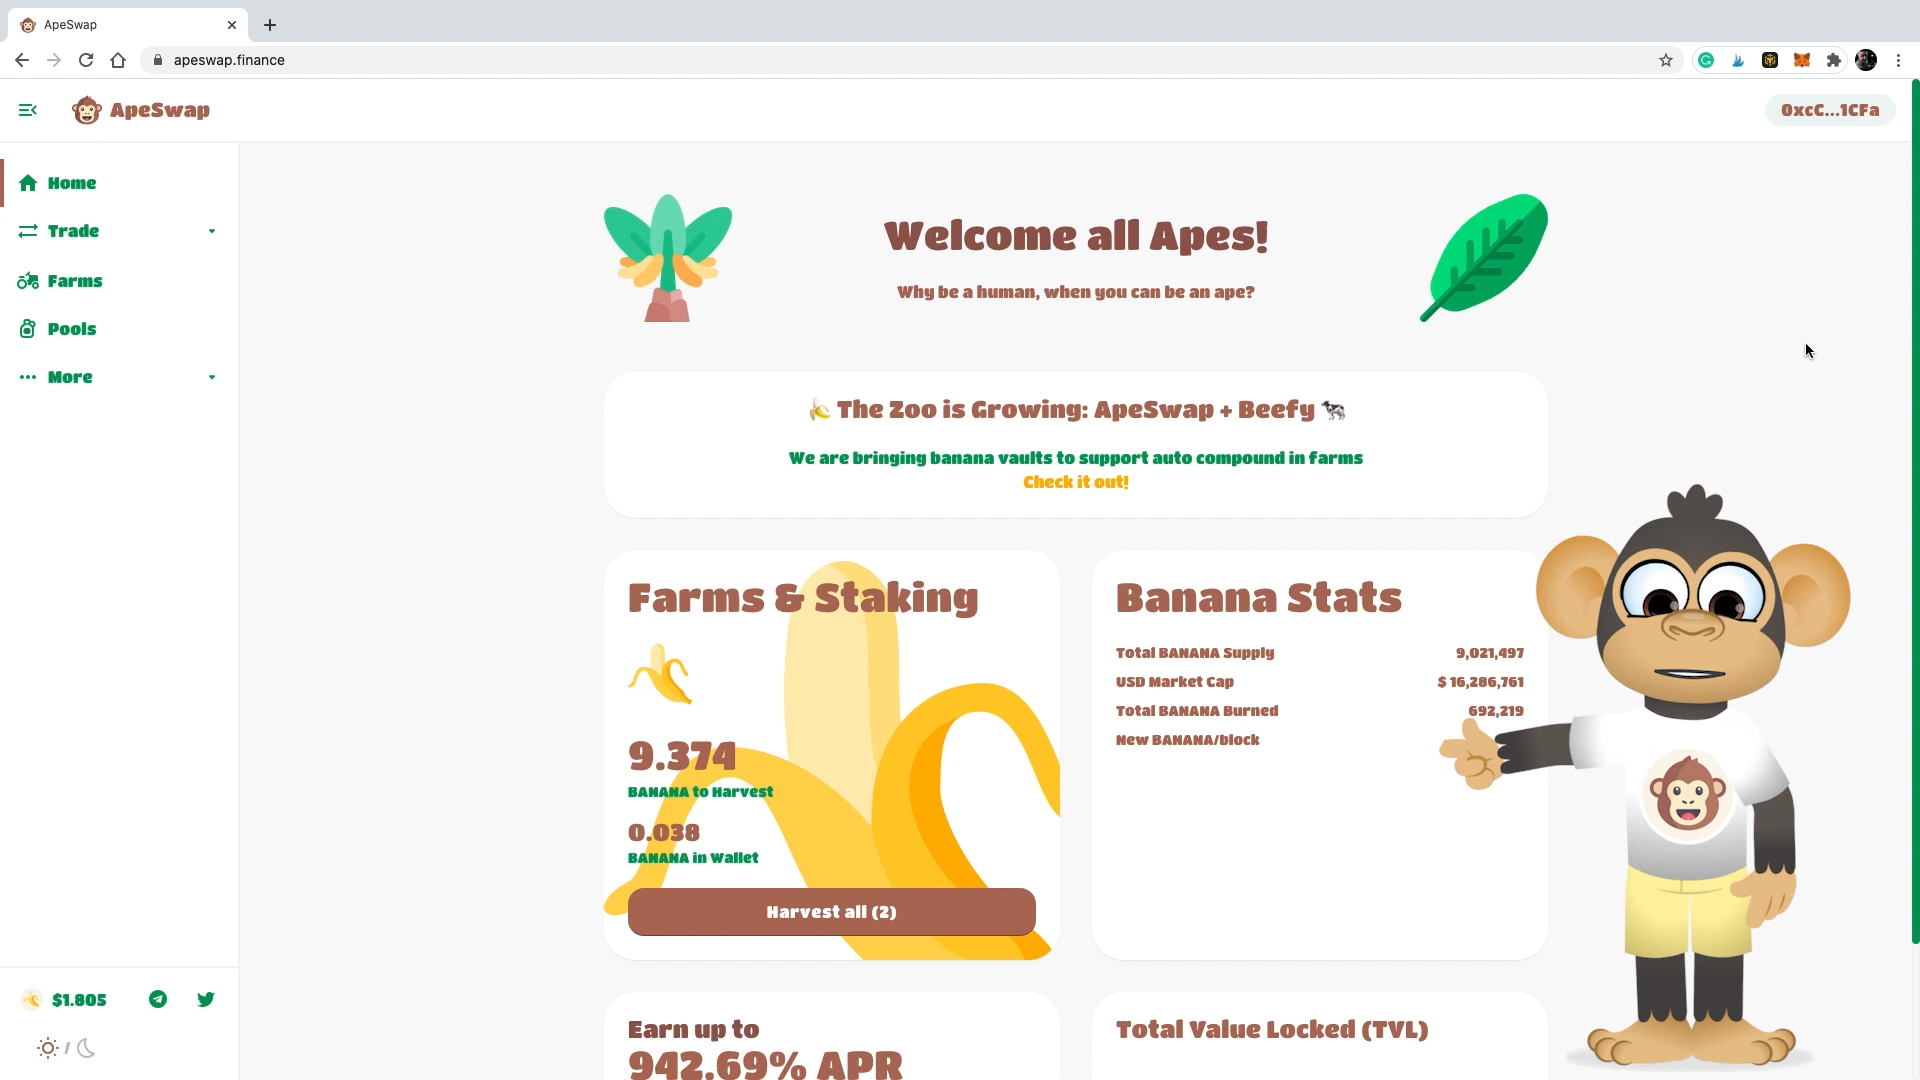 ApeSwap
apeswap.finance
ApeSwap
0xcC...1CFa
Home
Trade
Farms
Pools
More
Welcome all Apes!
Why be a human, when you can be an ape?
The Zoo is Growing: ApeSwap + Beefy
We are bringing banana vaults to support auto compound in farms
Check it out!
Farms & Staking
9.374
BANANA to Harvest
0.038
BANANA in Wallet
Harvest all (2)
Banana Stats
Total BANANA Supply 9,021,497
USD Market Cap $ 16,286,761
Total BANANA Burned 692,219
New BANANA/block
Earn up to
942.69% APR
Total Value Locked (TVL)
$1.805
/